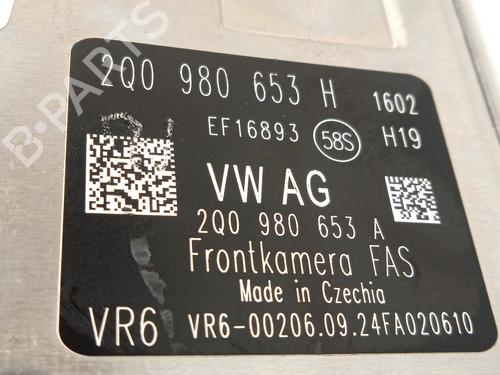 2Q0 980 653 H 1602
EF16893 58S H19
VW AG
2Q0 980 653 A
Frontkamera FAS
Made in Czechia
VR6 VR6-00206.09.24FA020610
B-PARTS